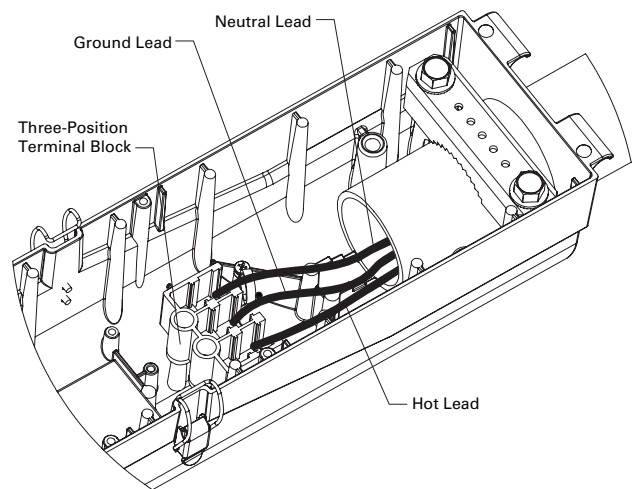 Neutral Lead
Ground Lead
Three-Position
Terminal Block
Hot Lead